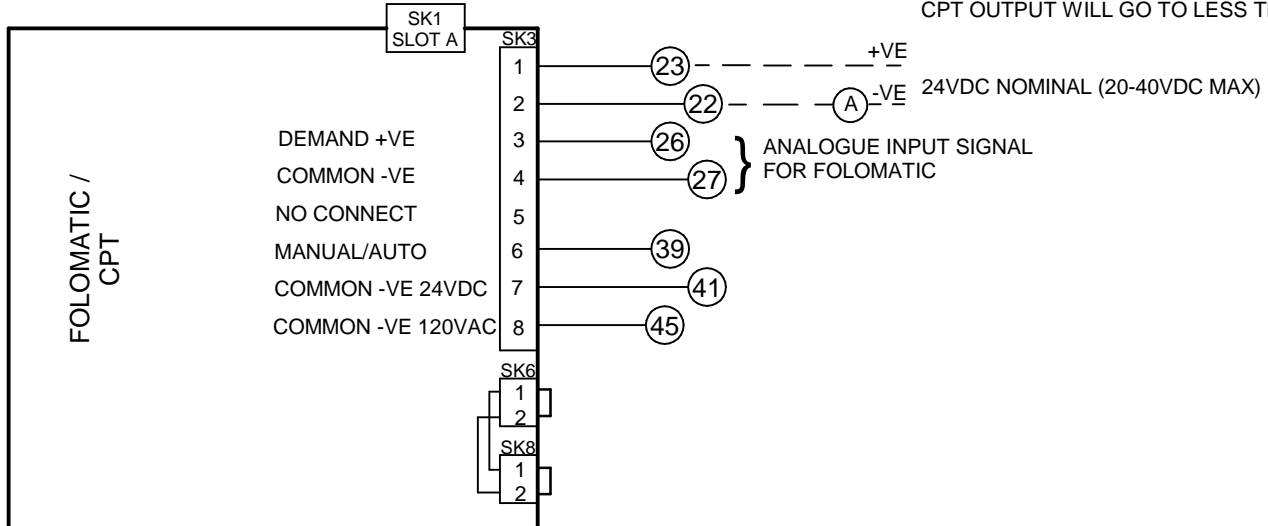 CPT OUTPUT WILL GO TO LESS
SK1
SLOT A
SK3
1
23
+VE
2
22
A
-VE
24VDC NOMINAL (20-40VDC MAX)
DEMAND +VE
3
26
ANALOGUE INPUT SIGNAL
FOR FOLOMATIC
COMMON -VE
4
27
NO CONNECT
5
MANUAL/AUTO
6
39
COMMON -VE 24VDC
7
41
COMMON -VE 120VAC
8
45
FOLOMATIC /
CPT
SK6
1
2
SK8
1
2